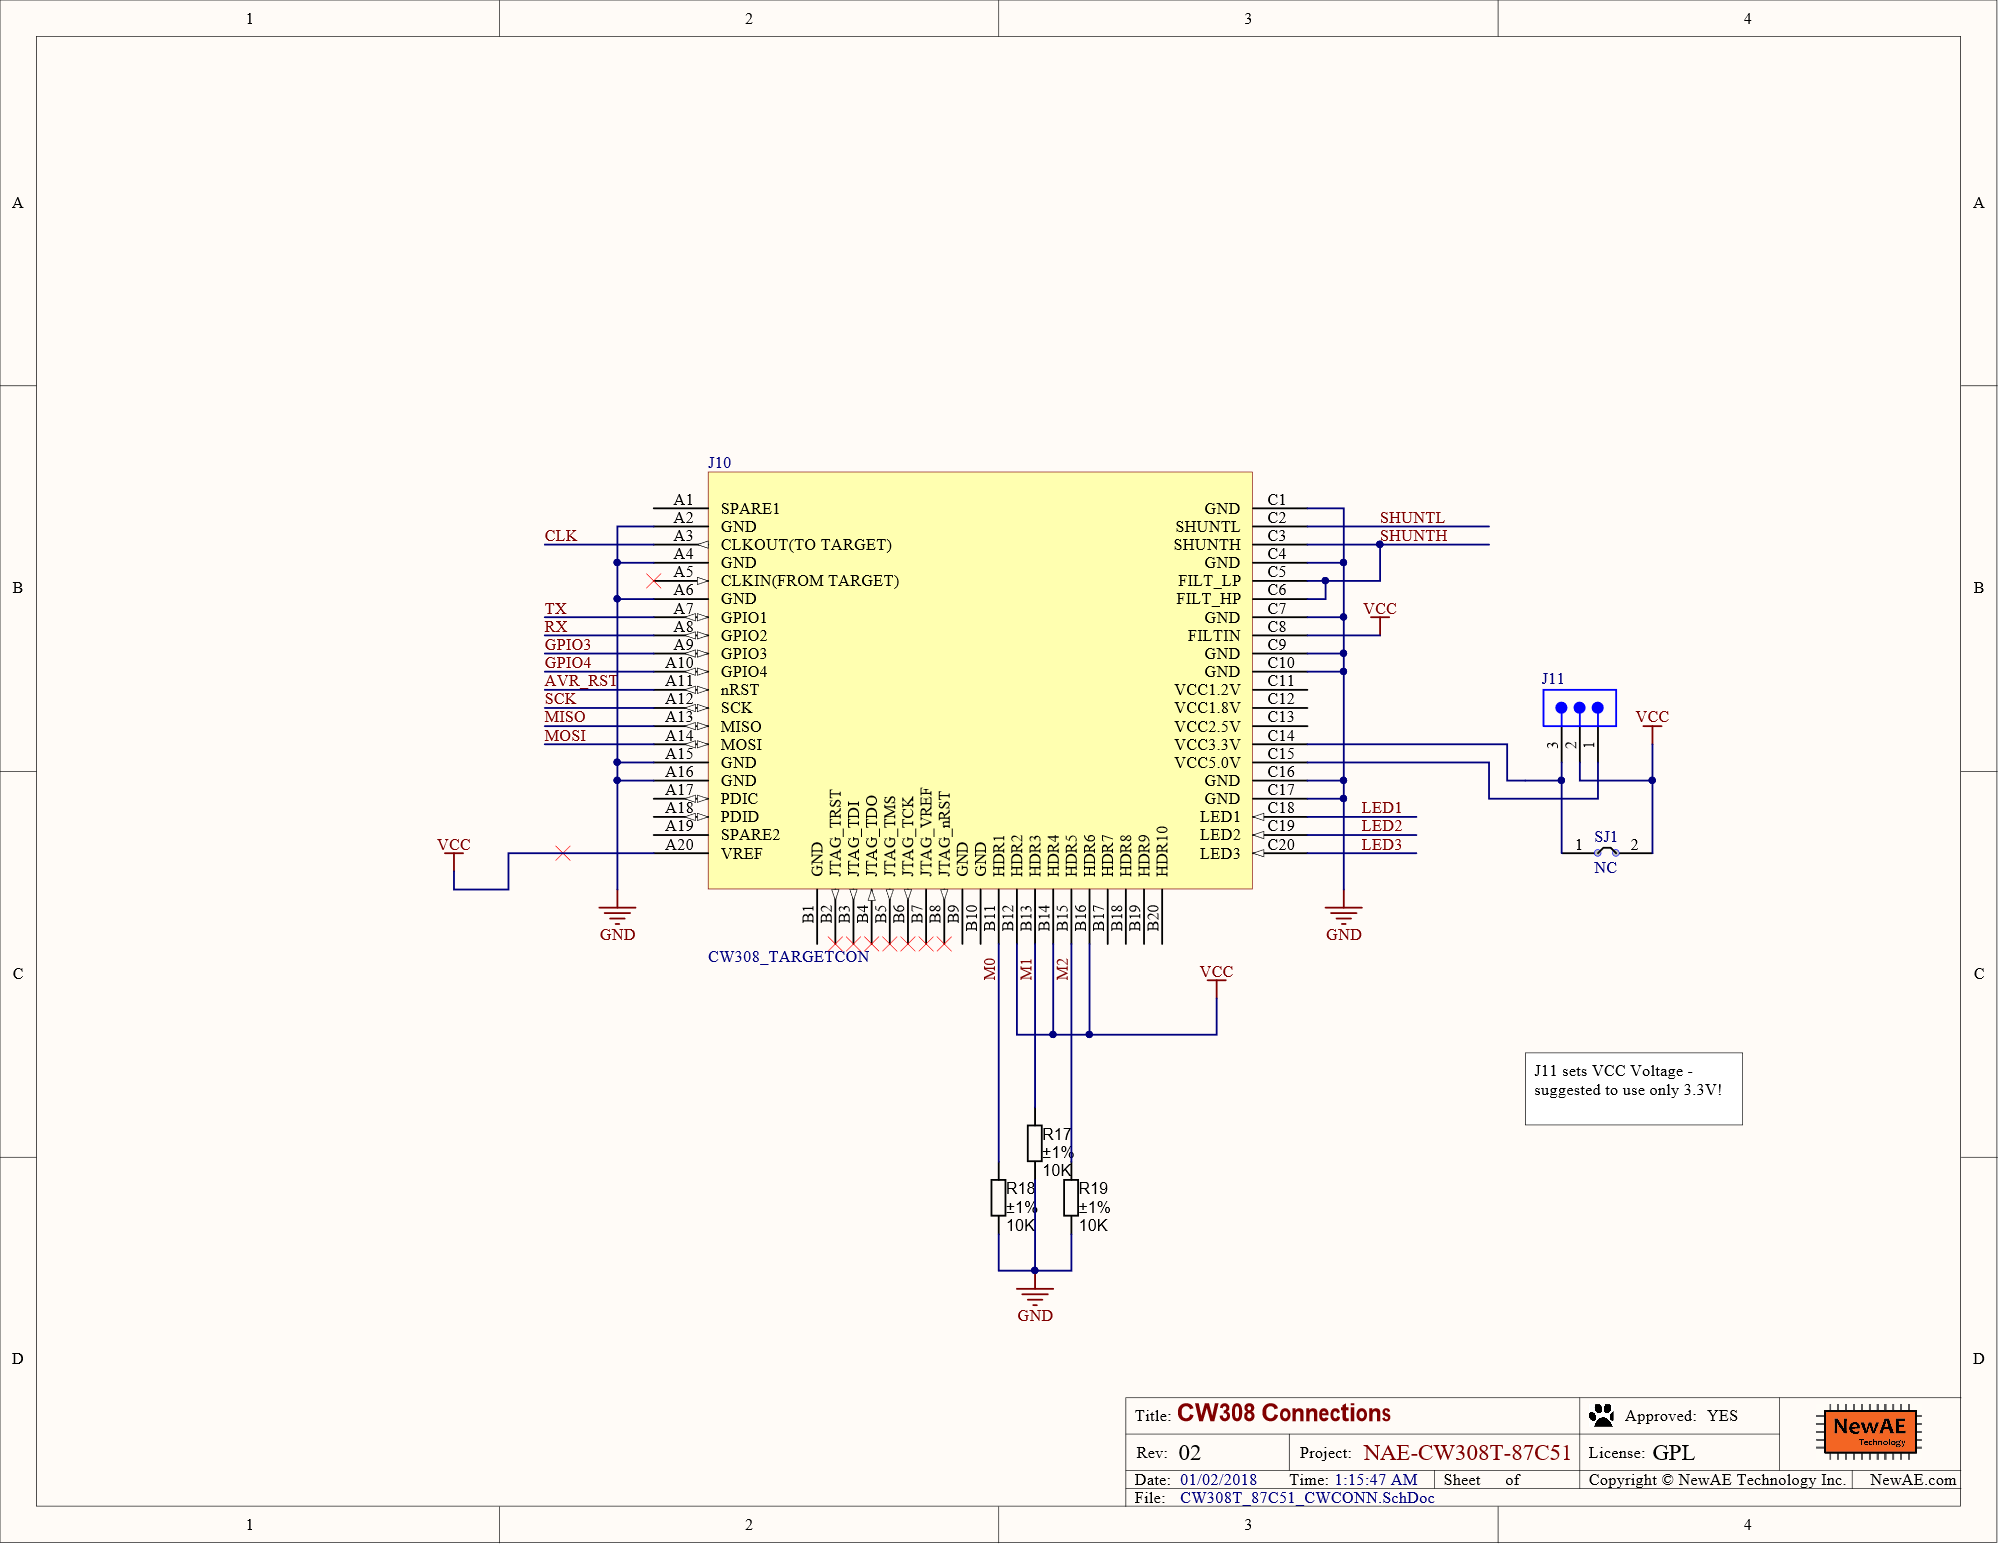 1 2 3 4
A A
B B
C C
D D
1 2 3 4
J10
A1 SPARE1
A2 GND
CLK A3 CLKOUT(TO TARGET)
A4 GND
A5 CLKIN(FROM TARGET)
A6 GND
TX A7 GPIO1
RX A8 GPIO2
GPIO3 A9 GPIO3
GPIO4 A10 GPIO4
AVR_RST A11 nRST
SCK A12 SCK
MISO A13 MISO
MOSI A14 MOSI
A15 GND
A16 GND
A17 PDIC
A18 PDID
A19 SPARE2
VCC A20 VREF
GND
GND C1
SHUNTL C2 SHUNTL
SHUNTH C3 SHUNTH
GND C4
FILT_LP C5
FILT_HP C6
GND C7
FILTIN C8 VCC
GND C9
GND C10
VCC1.2V C11
VCC1.8V C12
VCC2.5V C13
VCC3.3V C14
VCC5.0V C15
GND C16
GND C17
LED1 C18 LED1
LED2 C19 LED2
LED3 C20 LED3
GND
GND B1
JTAG_TRST B2
JTAG_TDI B3
JTAG_TDO B4
JTAG_TMS B5
JTAG_TCK B6
JTAG_VREF B7
JTAG_nRST B8
GND B9
GND B10
HDR1 B11 M0
HDR2 B12
HDR3 B13 M1
HDR4 B14
HDR5 B15 M2
HDR6 B16
HDR7 B17
HDR8 B18
HDR9 B19
HDR10 B20
CW308_TARGETCON
VCC
J11
3 2 1
VCC
SJ1
1 2
NC
J11 sets VCC Voltage -
suggested to use only 3.3V!
R17
±1%
10K
R18
±1%
10K
R19
±1%
10K
GND
Title: CW308 Connections
Approved: YES
Rev: 02
Project: NAE-CW308T-87C51
License: GPL
Date: 01/02/2018 Time: 1:15:47 AM Sheet of
Copyright © NewAE Technology Inc. NewAE.com
File: CW308T_87C51_CWCONN.SchDoc
NewAE
Technology